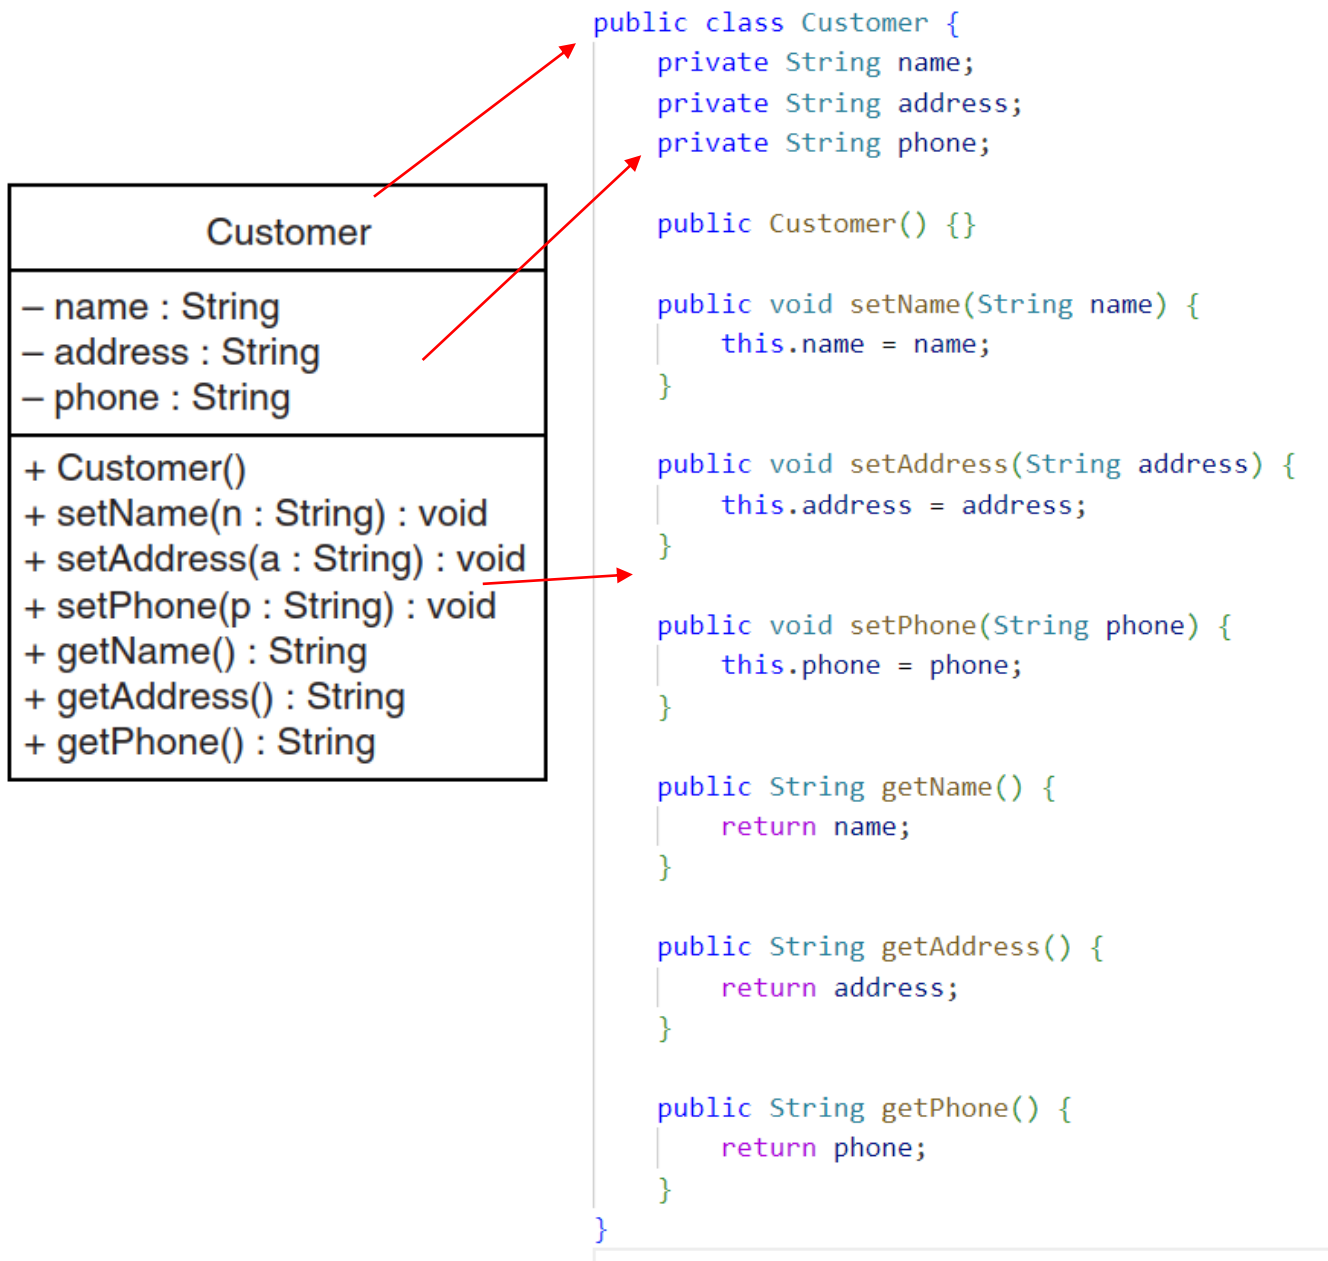 Customer
– name : String
– address : String
– phone : String
+ Customer()
+ setName(n : String) : void
+ setAddress(a : String) : void
+ setPhone(p : String) : void
+ getName() : String
+ getAddress() : String
+ getPhone() : String
public class Customer {
    private String name;
    private String address;
    private String phone;

    public Customer() {}

    public void setName(String name) {
        this.name = name;
    }

    public void setAddress(String address) {
        this.address = address;
    }

    public void setPhone(String phone) {
        this.phone = phone;
    }

    public String getName() {
        return name;
    }

    public String getAddress() {
        return address;
    }

    public String getPhone() {
        return phone;
    }
}